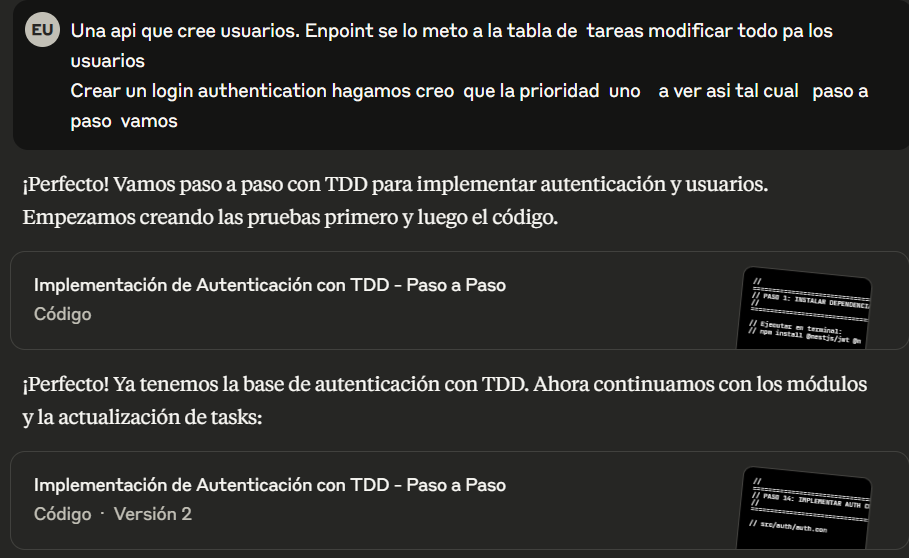 EU
Una api que cree usuarios. Enpoint se lo meto a la tabla de tareas modificar todo pa los
usuarios
Crear un login authentication hagamos creo que la prioridad uno a ver asi tal cual paso a
paso vamos
¡Perfecto! Vamos paso a paso con TDD para implementar autenticación y usuarios.
Empezamos creando las pruebas primero y luego el código.
Implementación de Autenticación con TDD - Paso a Paso
Código
//
// PASO 1: INSTALAR DEPENDENCI
//
// Ejecutar en terminal:
// npm install @nestjs/jwt @n
¡Perfecto! Ya tenemos la base de autenticación con TDD. Ahora continuamos con los módulos
y la actualización de tasks:
Implementación de Autenticación con TDD - Paso a Paso
Código · Versión 2
//
// PASO 14: IMPLEMENTAR AUTH C
//
// src/auth/auth.con